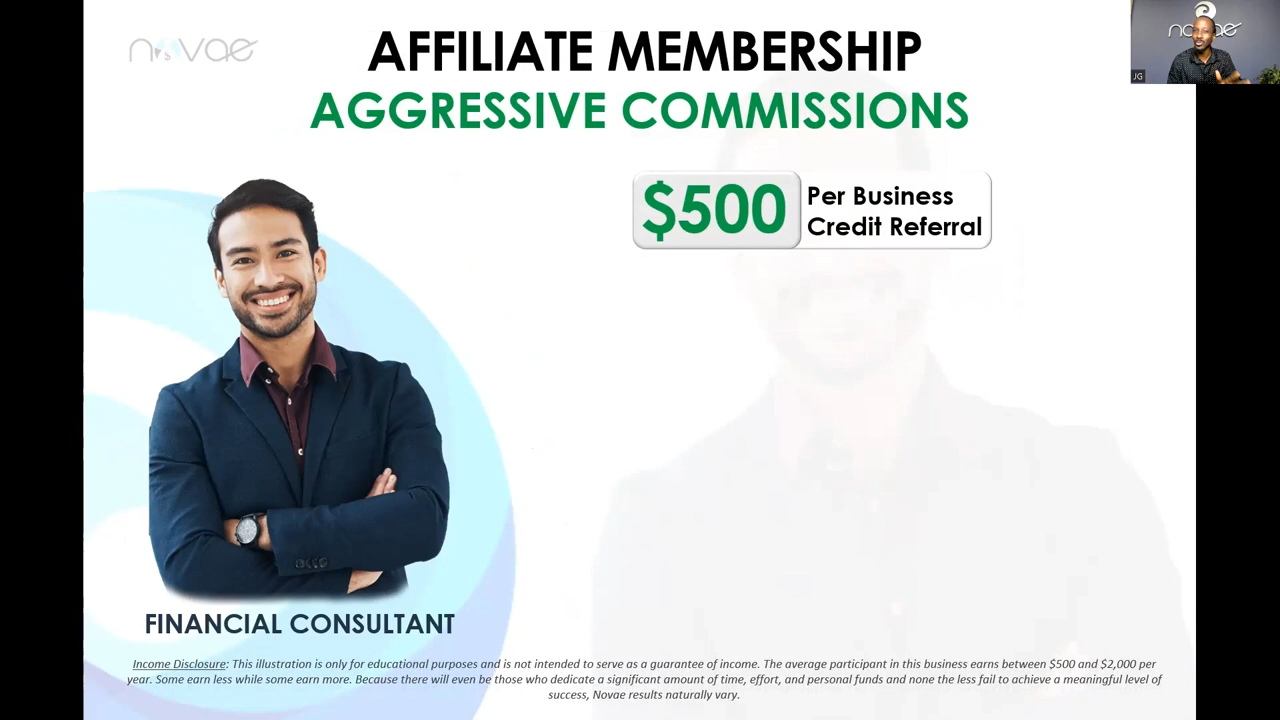 novae
AFFILIATE MEMBERSHIP
AGGRESSIVE COMMISSIONS
$500
Per Business
Credit Referral
novae
JG
FINANCIAL CONSULTANT
Income Disclosure: This illustration is only for educational purposes and is not intended to serve as a guarantee of income. The average participant in this business earns between $500 and $2,000 per
year. Some earn less while some earn more. Because there will even be those who dedicate a significant amount of time, effort, and personal funds and none the less fail to achieve a meaningful level of
success, Novae results naturally vary.